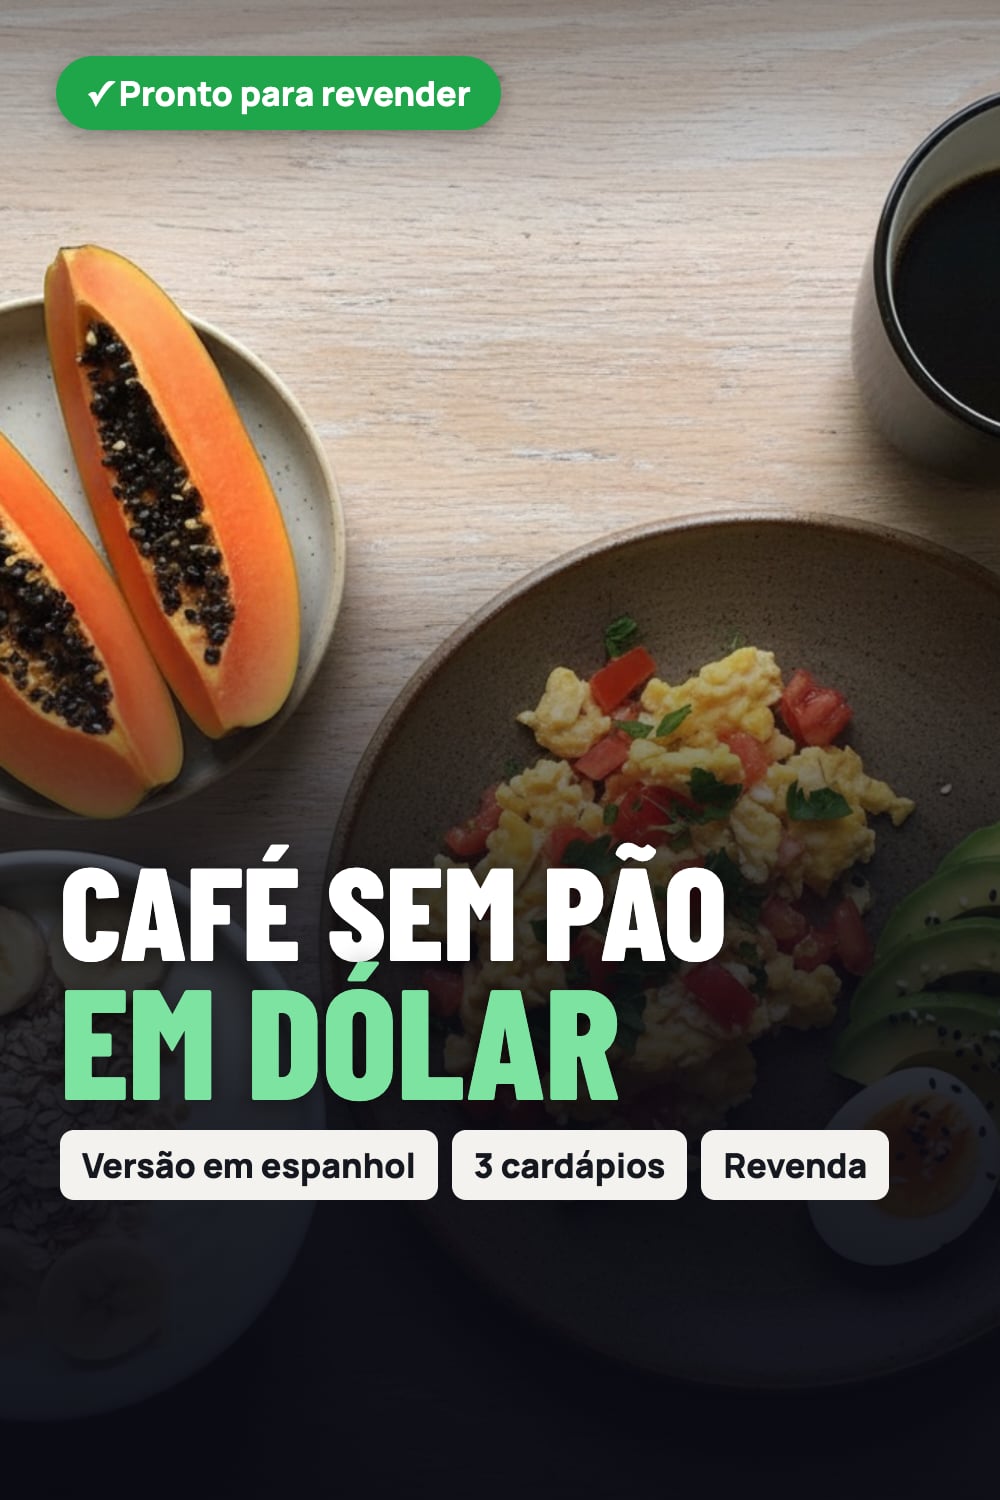 ✓Pronto para revender
CAFÉ SEM PÃO
EM DÓLAR
Versão em espanhol
3 cardápios
Revenda